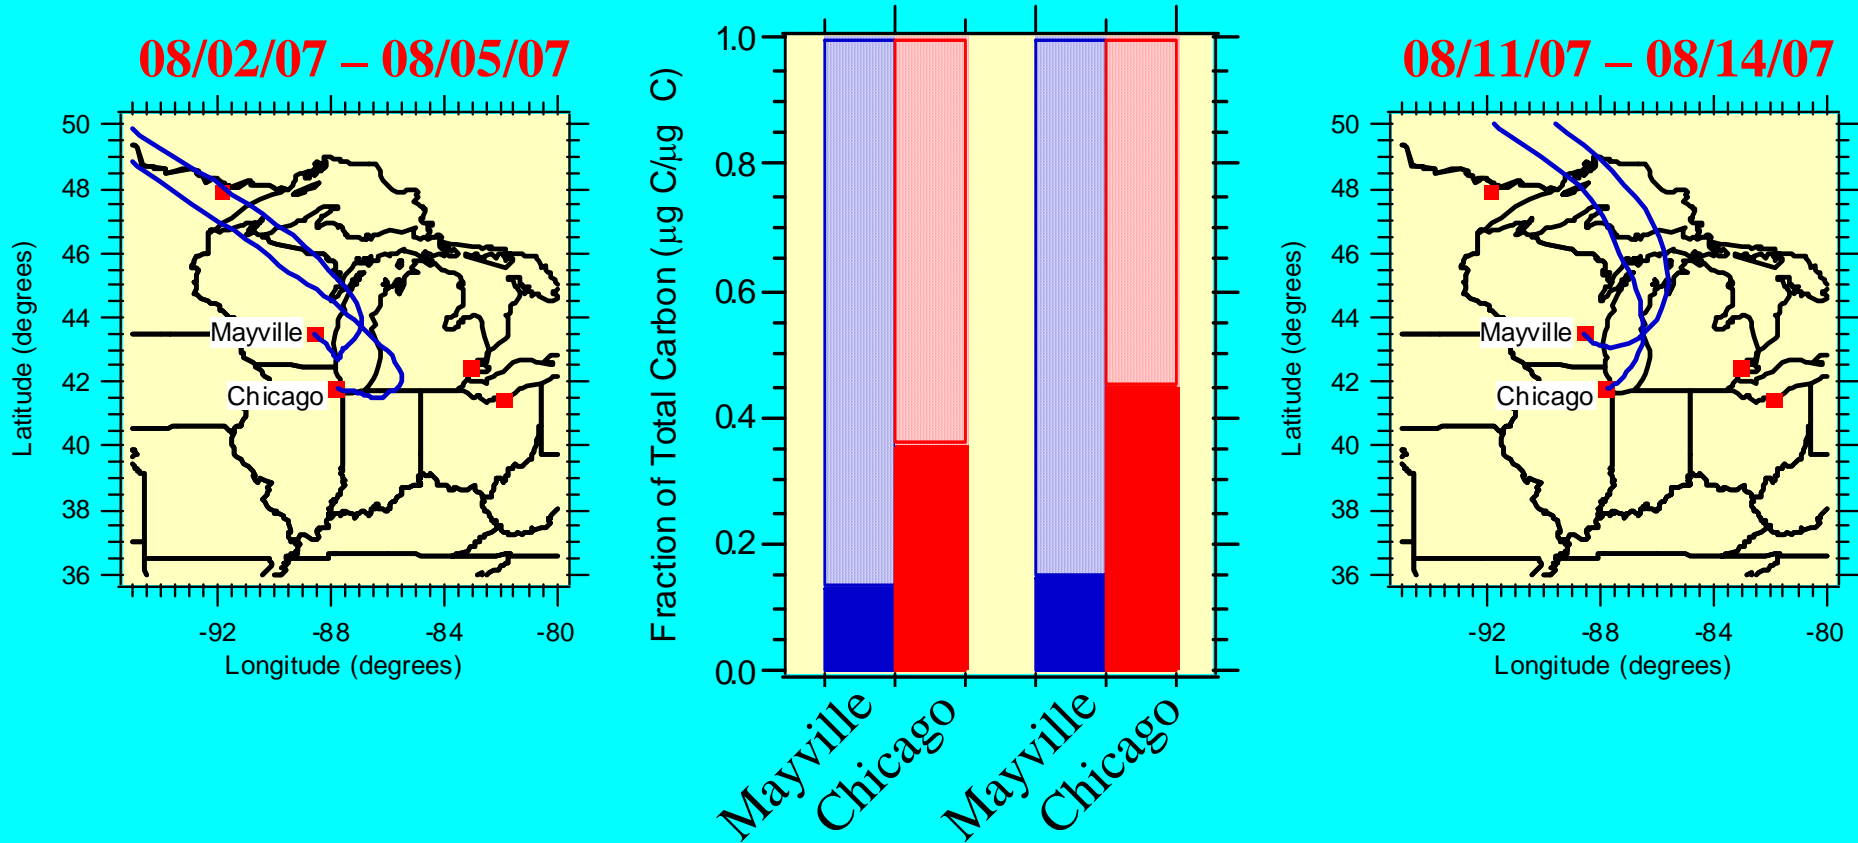 08/02/07 – 08/05/07
50
48
46
44
42
40
38
36
Latitude (degrees)
Mayville
Chicago
-92
-88
-84
-80
Longitude (degrees)
1.0
0.8
0.6
0.4
0.2
0.0
Fraction of Total Carbon (μg C/μg C)
Mayville
Chicago
Mayville
Chicago
08/11/07 – 08/14/07
50
48
46
44
42
40
38
36
Latitude (degrees)
Mayville
Chicago
-92
-88
-84
-80
Longitude (degrees)